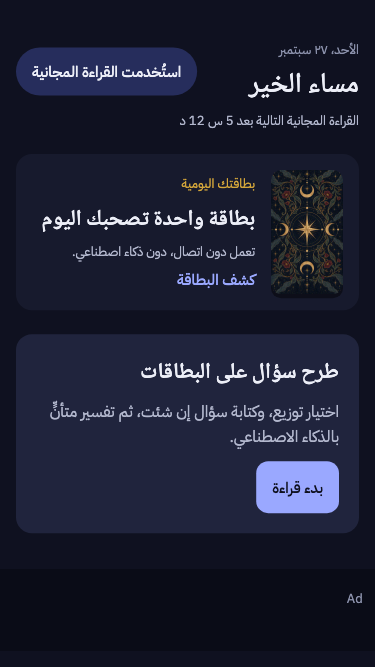 الأحد، ٢٧ سبتمبر
مساء الخير
استُخدمت القراءة المجانية
القراءة المجانية التالية بعد 5 س 12 د
بطاقتك اليومية
بطاقة واحدة تصحبك اليوم
تعمل دون اتصال، دون ذكاء اصطناعي.
كشف البطاقة
طرح سؤال على البطاقات
اختيار توزيع، وكتابة سؤال إن شئت، ثم تفسير متأنٍّ
بالذكاء الاصطناعي.
بدء قراءة
Ad